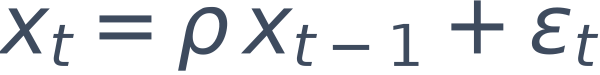 xₜ = ρ xₜ₋₁ + εₜ